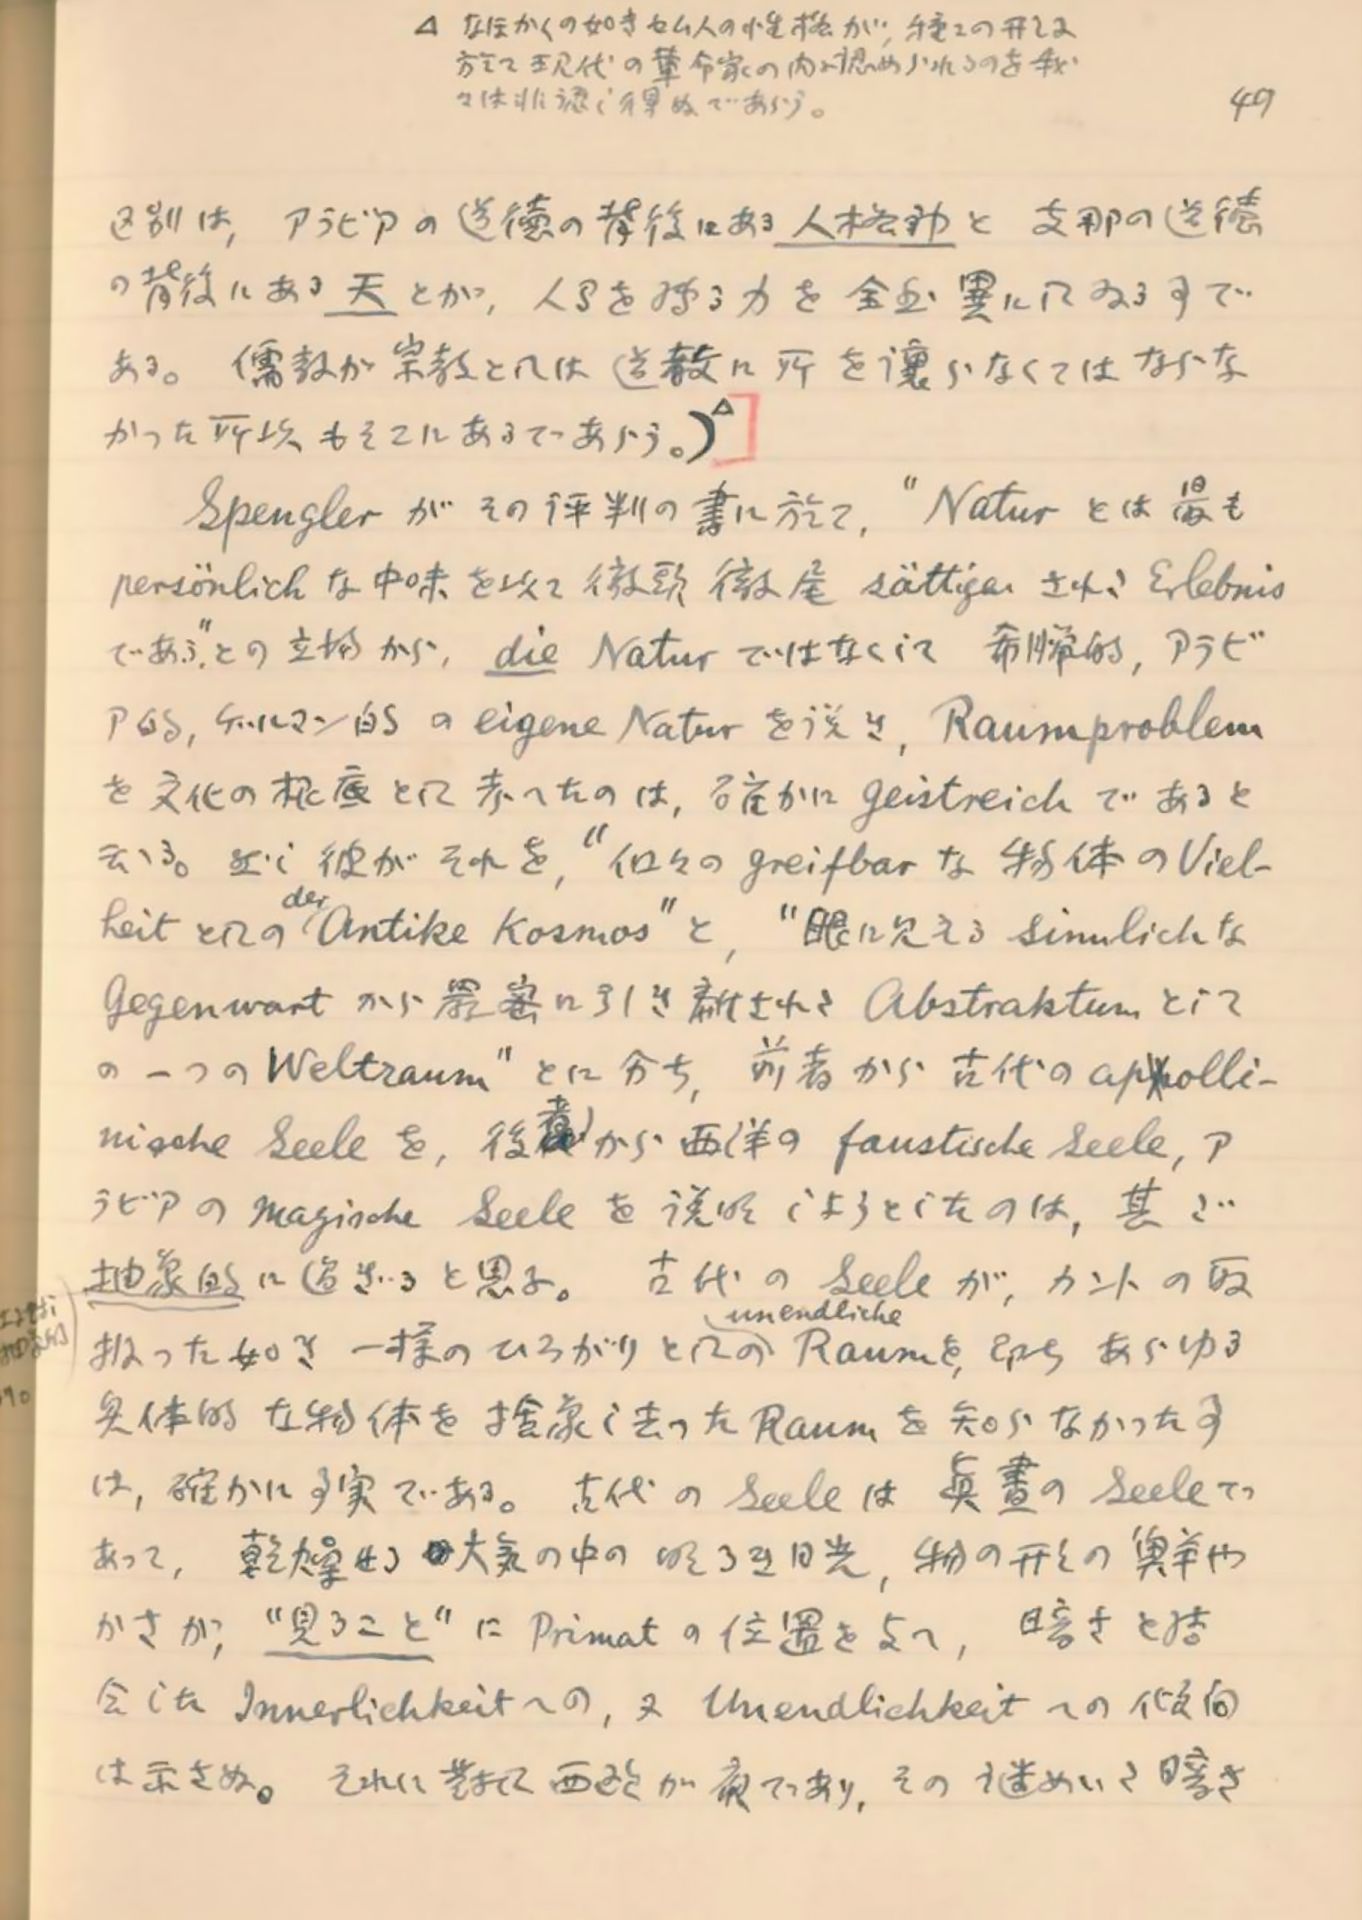 △ なほかくの如きセム人の性格が、種々の形に
於て現代の革命家の内に認められるのを我
々は非認し得ぬであらう。
49
区別は, アラビアの道徳の背後にある人格神と 支那の道徳
の背後にある天とが, 人間を縛る力を全然異にしてゐる事で
ある。 儒教が宗教としては道教に所を譲らなくてはならな
かった所以もそこにあるであらう。)△]
Spengler がその評判の書に於て, "Natur とは最も
persönlich な中味を以て徹頭徹尾 sättigen された Erlebnis
である"との立場から, die Natur ではなくして 希臘的, アラビ
ア的, ゲルマン的の eigene Natur を説き, Raumproblem
を文化の根底として考へたのは, 確かに geistreich であると
云へる。 然し彼がそれを, "個々の greifbar な物体の Viel-
heit としての der Antike Kosmos" と, "眼に見える sinnlich な
Gegenwart から厳密に引き離された Abstraktum として
の一つの Weltraum" とに分ち, 前者から古代の apolli-
nische Seele を, 後者から西洋の faustische Seele, ア
ラビアの magische Seele を説明しようとしたのは, 甚だ
抽象的に過ぎると思ふ。 古代の Seele が, カントの取
扱った如き一様のひろがりとしての unendliche Raum を, 即ちあらゆる
具体的な物体を捨象し去った Raum を知らなかった事
は, 確かに事実である。 古代の Seele は真昼の Seele で
あって, 乾燥せる大気の中の明るき日光, 物の形の鮮や
かさが, "見ること" に Primat の位置を与へ, 暗さと結
合した Innerlichkeit への, 又 Unendlichkeit への傾向
は示さぬ。 それに対して西欧が夜であり, その謎めいた暗さ